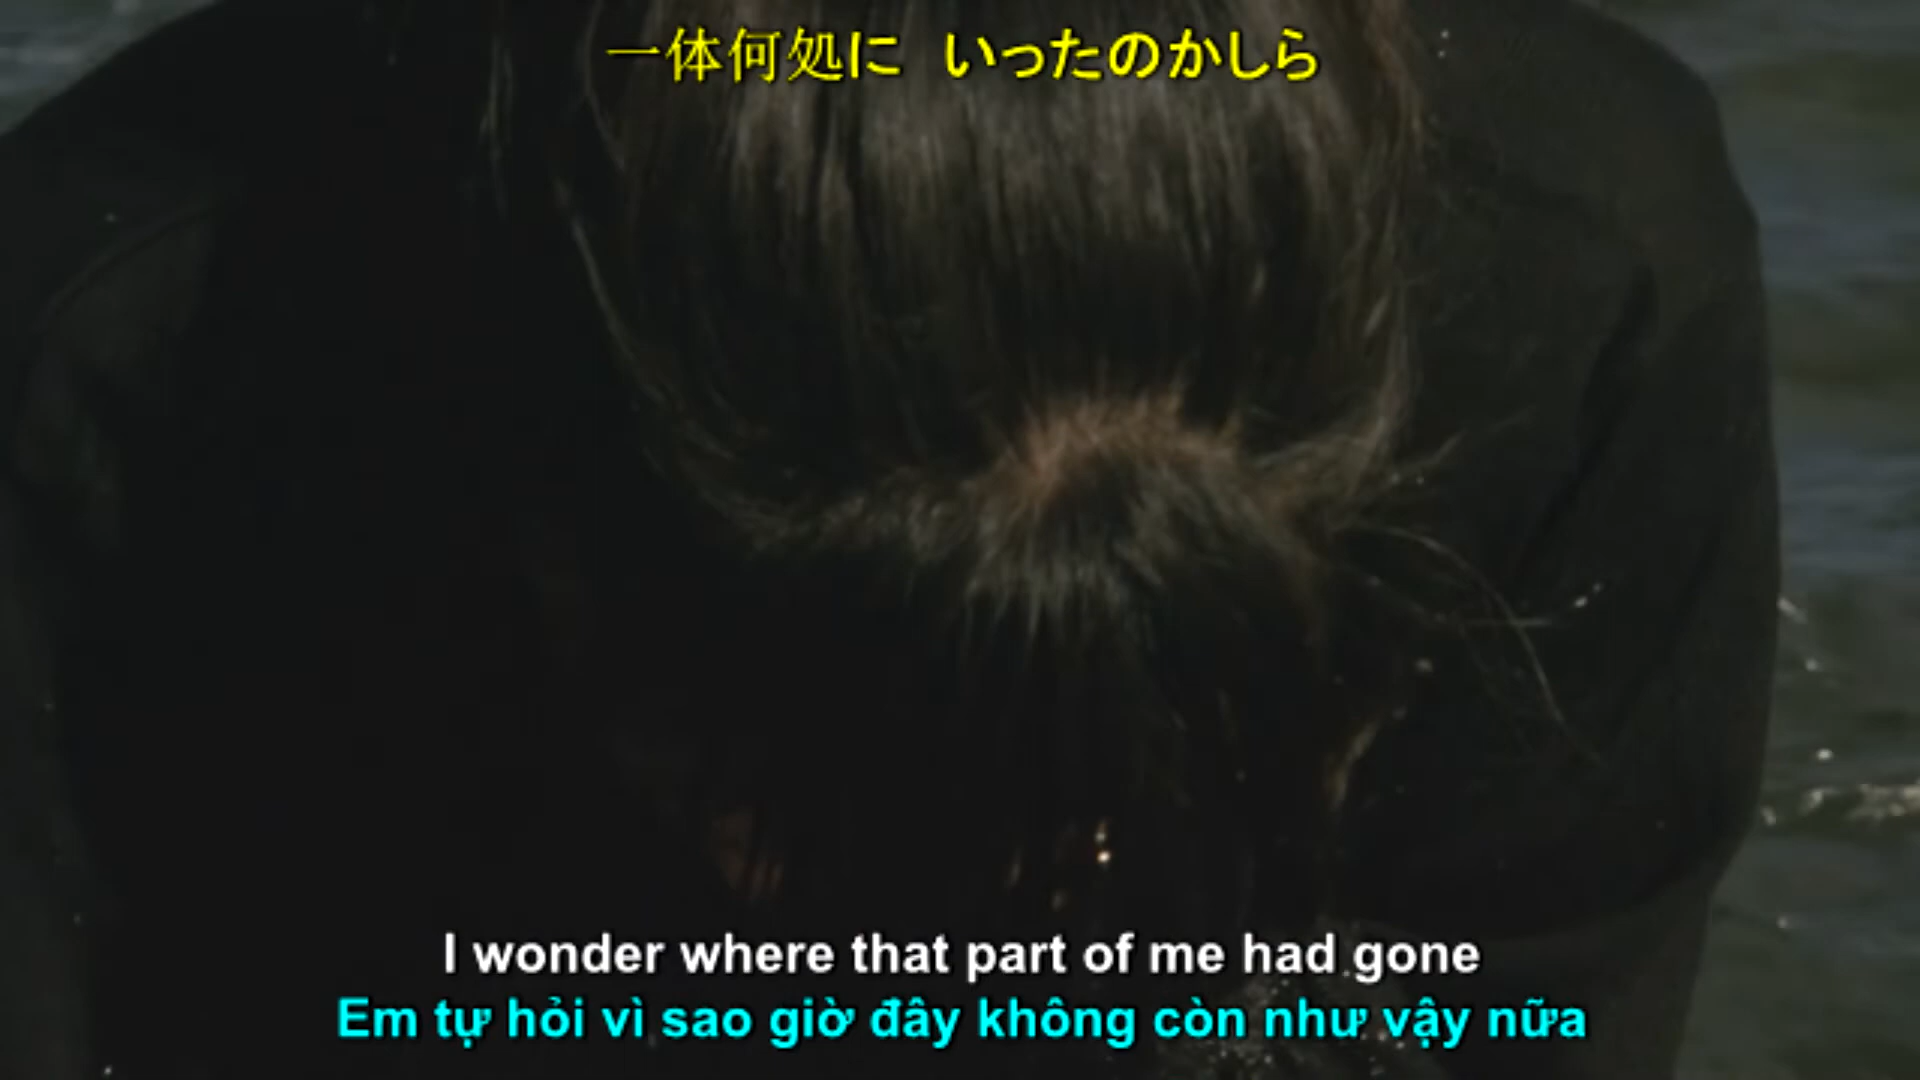 一体何処に　いったのかしら
I wonder where that part of me had gone
Em tự hỏi vì sao giờ đây không còn như vậy nữa